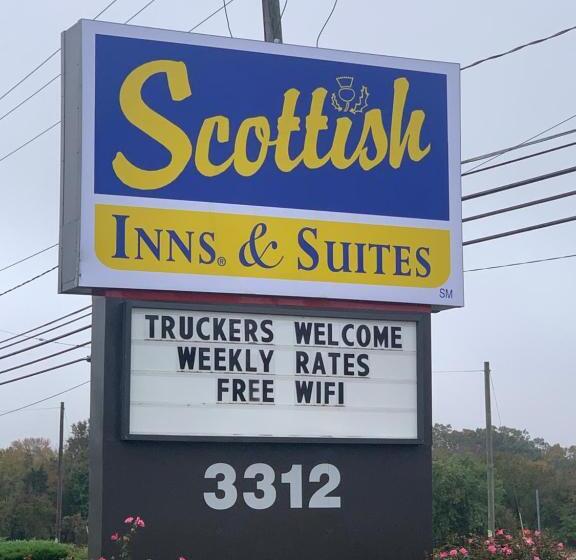 Scottish
INNS® & SUITES
SM
TRUCKERS WELCOME
WEEKLY RATES
FREE WIFI
3312